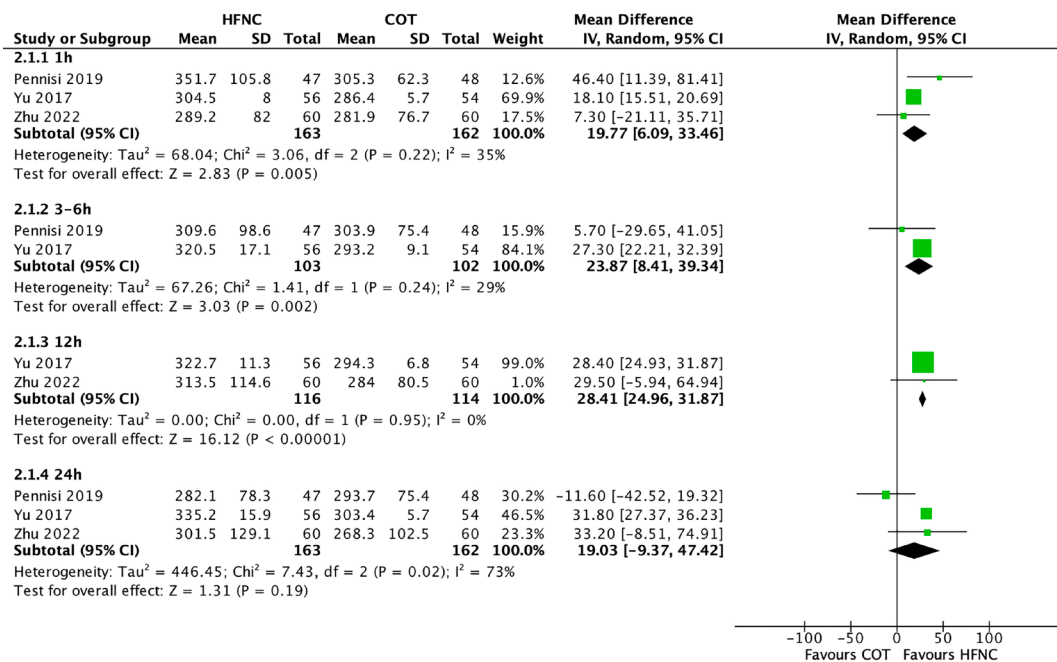 HFNC COT Mean Difference Mean Difference
Study or Subgroup Mean SD Total Mean SD Total Weight IV, Random, 95% CI IV, Random, 95% CI
2.1.1 1h
Pennisi 2019 351.7 105.8 47 305.3 62.3 48 12.6% 46.40 [11.39, 81.41]
Yu 2017 304.5 8 56 286.4 5.7 54 69.9% 18.10 [15.51, 20.69]
Zhu 2022 289.2 82 60 281.9 76.7 60 17.5% 7.30 [-21.11, 35.71]
Subtotal (95% CI) 163 162 100.0% 19.77 [6.09, 33.46]
Heterogeneity: Tau² = 68.04; Chi² = 3.06, df = 2 (P = 0.22); I² = 35%
Test for overall effect: Z = 2.83 (P = 0.005)
2.1.2 3-6h
Pennisi 2019 309.6 98.6 47 303.9 75.4 48 15.9% 5.70 [-29.65, 41.05]
Yu 2017 320.5 17.1 56 293.2 9.1 54 84.1% 27.30 [22.21, 32.39]
Subtotal (95% CI) 103 102 100.0% 23.87 [8.41, 39.34]
Heterogeneity: Tau² = 67.26; Chi² = 1.41, df = 1 (P = 0.24); I² = 29%
Test for overall effect: Z = 3.03 (P = 0.002)
2.1.3 12h
Yu 2017 322.7 11.3 56 294.3 6.8 54 99.0% 28.40 [24.93, 31.87]
Zhu 2022 313.5 114.6 60 284 80.5 60 1.0% 29.50 [-5.94, 64.94]
Subtotal (95% CI) 116 114 100.0% 28.41 [24.96, 31.87]
Heterogeneity: Tau² = 0.00; Chi² = 0.00, df = 1 (P = 0.95); I² = 0%
Test for overall effect: Z = 16.12 (P < 0.00001)
2.1.4 24h
Pennisi 2019 282.1 78.3 47 293.7 75.4 48 30.2% -11.60 [-42.52, 19.32]
Yu 2017 335.2 15.9 56 303.4 5.7 54 46.5% 31.80 [27.37, 36.23]
Zhu 2022 301.5 129.1 60 268.3 102.5 60 23.3% 33.20 [-8.51, 74.91]
Subtotal (95% CI) 163 162 100.0% 19.03 [-9.37, 47.42]
Heterogeneity: Tau² = 446.45; Chi² = 7.43, df = 2 (P = 0.02); I² = 73%
Test for overall effect: Z = 1.31 (P = 0.19)
-100 -50 0 50 100
Favours COT Favours HFNC